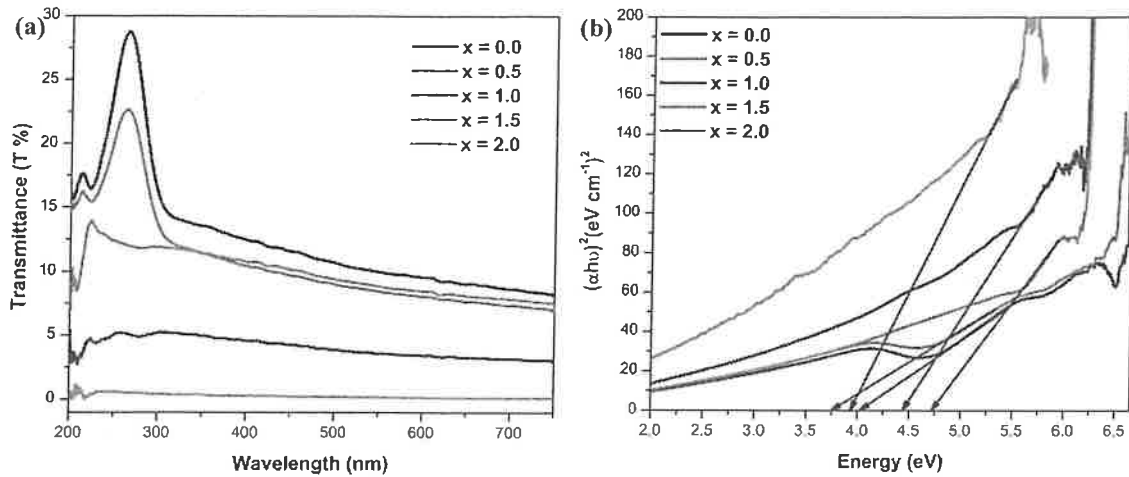 (a)
30
25
20
15
10
5
0
Transmittance (T %)
x = 0.0
x = 0.5
x = 1.0
x = 1.5
x = 2.0
200 300 400 500 600 700
Wavelength (nm)
(b)
200
180
160
140
120
100
80
60
40
20
0
(αhυ)²(eV cm⁻¹)²
x = 0.0
x = 0.5
x = 1.0
x = 1.5
x = 2.0
2.0 2.5 3.0 3.5 4.0 4.5 5.0 5.5 6.0 6.5
Energy (eV)